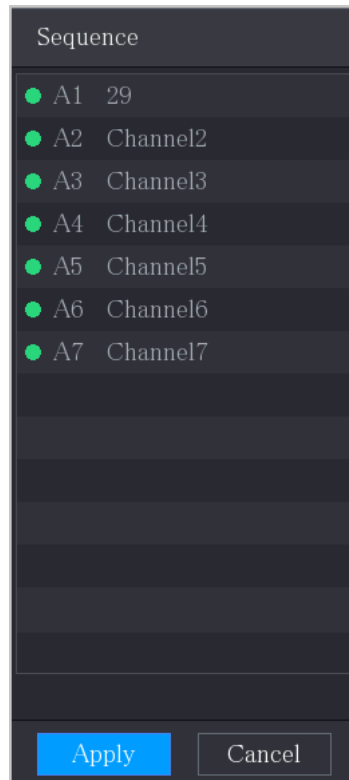 Sequence
A1 29
A2 Channel2
A3 Channel3
A4 Channel4
A5 Channel5
A6 Channel6
A7 Channel7
Apply Cancel